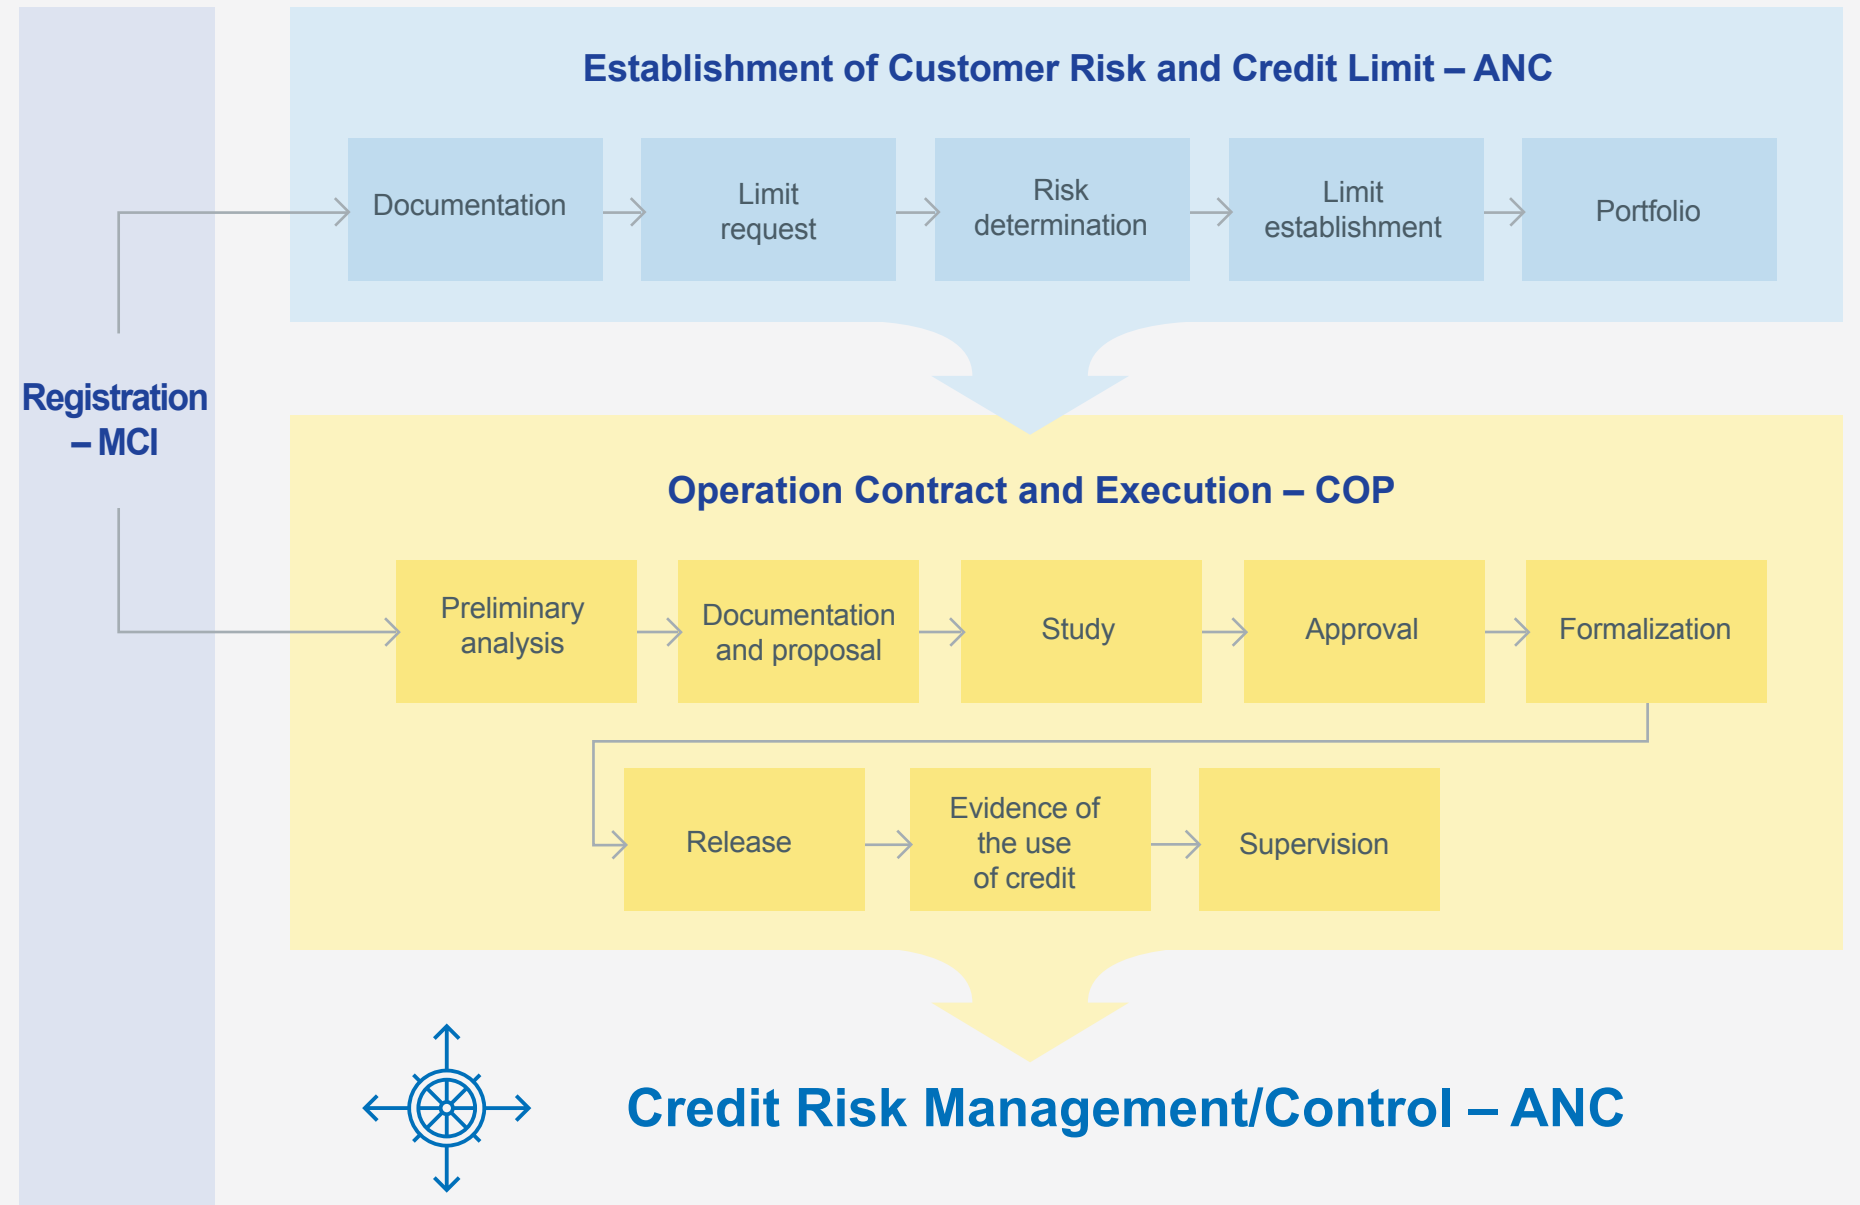 Establishment of Customer Risk and Credit Limit – ANC
Documentation
Limit
request
Risk
determination
Limit
establishment
Portfolio
Registration
– MCI
Operation Contract and Execution – COP
Preliminary
analysis
Documentation
and proposal
Study
Approval
Formalization
Release
Evidence of
the use
of credit
Supervision
Credit Risk Management/Control – ANC